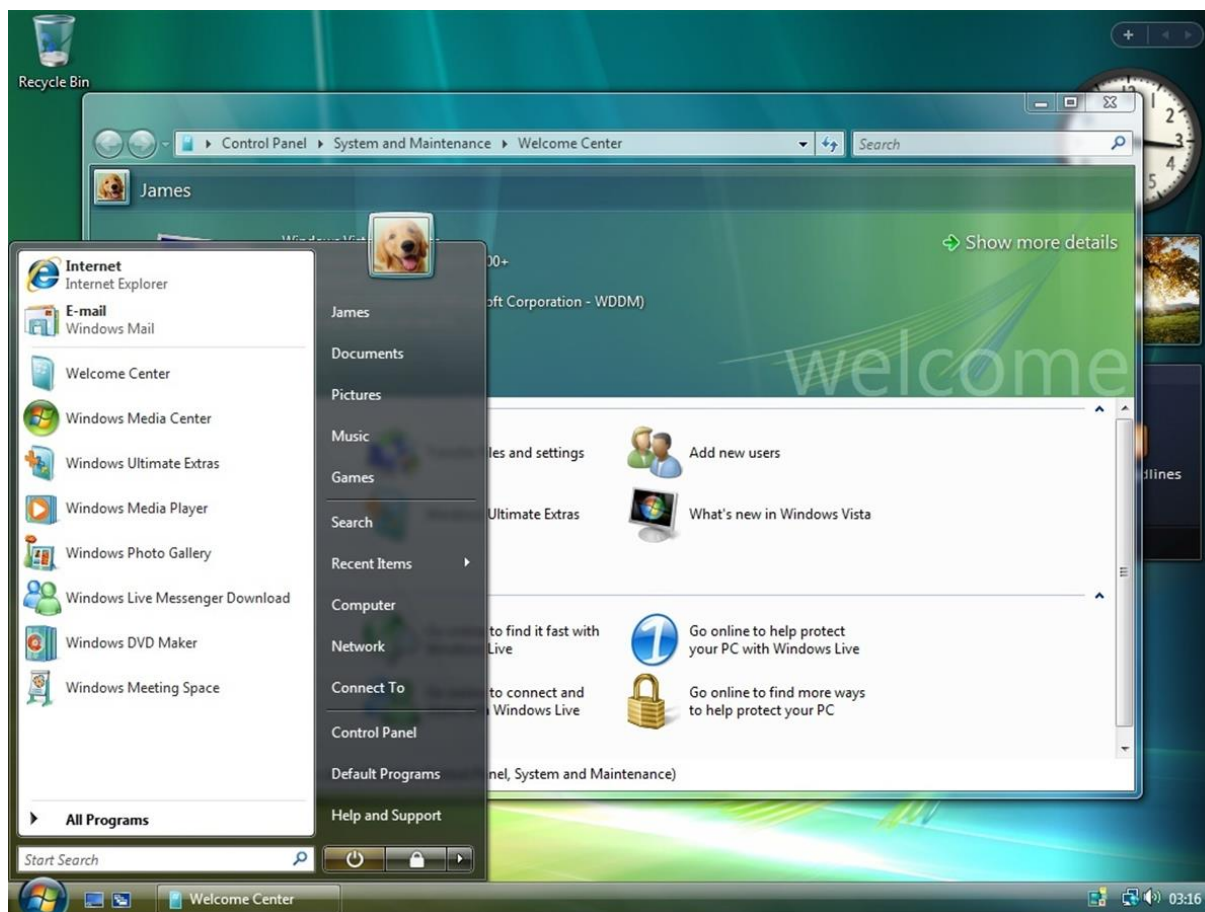 Recycle Bin
Control Panel
System and Maintenance
Welcome Center
Search
James
00+
Show more details
oft Corporation - WDDM)
welcome
les and settings
Add new users
Ultimate Extras
What's new in Windows Vista
to find it fast with
Live
Go online to help protect
your PC with Windows Live
to connect and
Windows Live
Go online to find more ways
to help protect your PC
nel, System and Maintenance)
dlines
12
1
2
3
4
5
Internet
Internet Explorer
E-mail
Windows Mail
Welcome Center
Windows Media Center
Windows Ultimate Extras
Windows Media Player
Windows Photo Gallery
Windows Live Messenger Download
Windows DVD Maker
Windows Meeting Space
All Programs
Start Search
James
Documents
Pictures
Music
Games
Search
Recent Items
Computer
Network
Connect To
Control Panel
Default Programs
Help and Support
Welcome Center
03:16